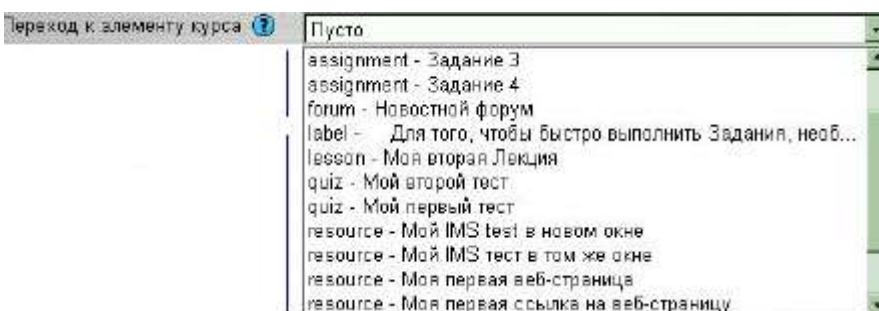 Переход к элементу курса ? Пусто
assignment - Задание 3
assignment - Задание 4
forum - Новостной форум
label - Для того, чтобы быстро выполнить Задания, необ...
lesson - Моя вторая Лекция
quiz - Мой второй тест
quiz - Мой первый тест
resource - Мой IMS test в новом окне
resource - Мой IMS тест в том же окне
resource - Моя первая веб-страница
resource - Моя первая ссылка на веб-страницу